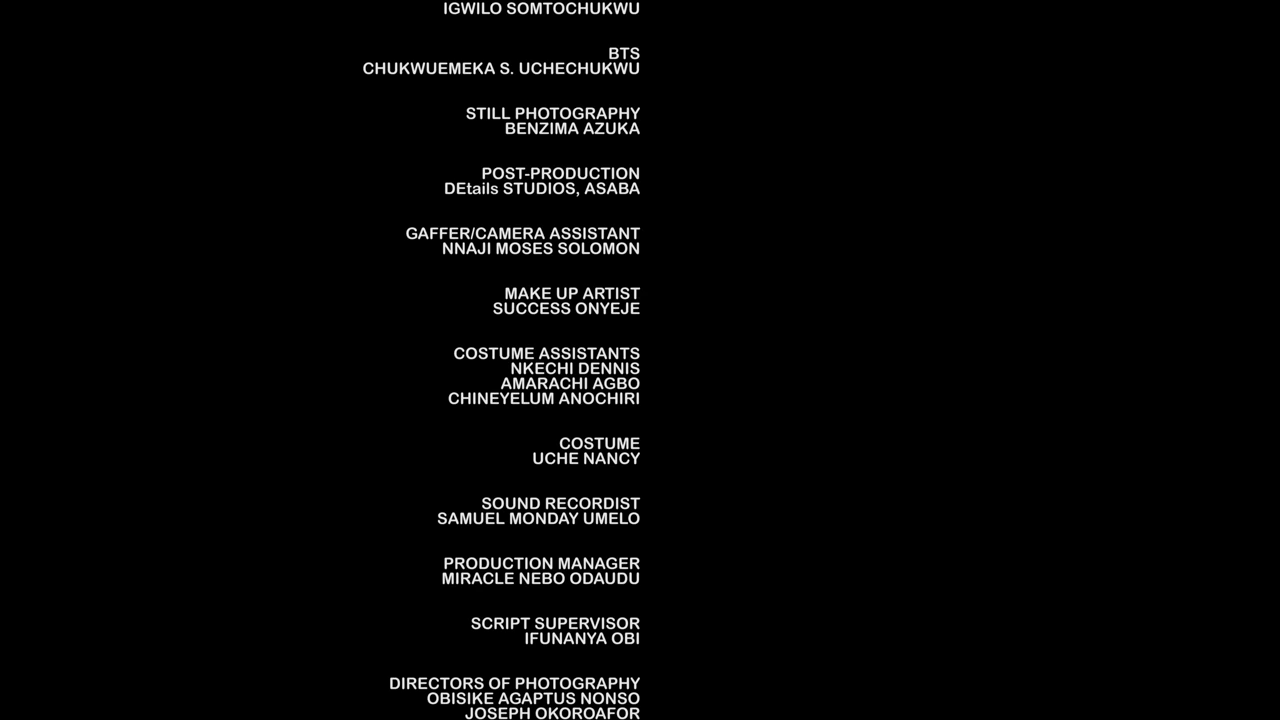 IGWILO SOMTOCHUKWU
BTS
CHUKWUEMEKA S. UCHECHUKWU
STILL PHOTOGRAPHY
BENZIMA AZUKA
POST-PRODUCTION
DEtails STUDIOS, ASABA
GAFFER/CAMERA ASSISTANT
NNAJI MOSES SOLOMON
MAKE UP ARTIST
SUCCESS ONYEJE
COSTUME ASSISTANTS
NKECHI DENNIS
AMARACHI AGBO
CHINEYELUM ANOCHIRI
COSTUME
UCHE NANCY
SOUND RECORDIST
SAMUEL MONDAY UMELO
PRODUCTION MANAGER
MIRACLE NEBO ODAUDU
SCRIPT SUPERVISOR
IFUNANYA OBI
DIRECTORS OF PHOTOGRAPHY
OBISIKE AGAPTUS NONSO
JOSEPH OKOROAFOR